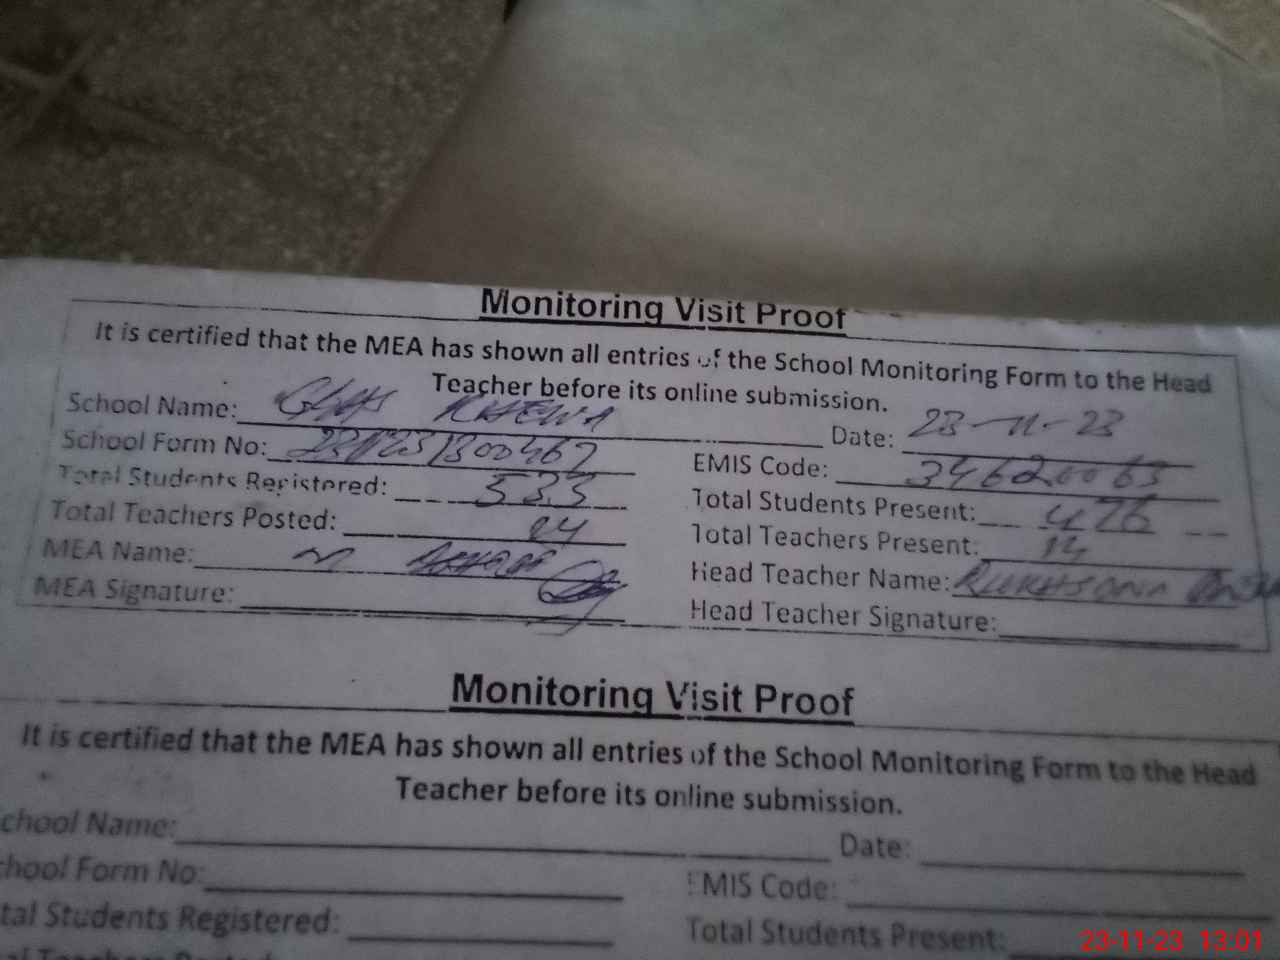 Monitoring Visit Proof
It is certified that the MEA has shown all entries of the School Monitoring Form to the Head
Teacher before its online submission.
School Name: KHEWA Date: 23-11-23
School Form No: EMIS Code: 34620063
Total Students Registered: 533 Total Students Present: 476
Total Teachers Posted: Total Teachers Present: 14
MEA Name: M Head Teacher Name: RUKHSANA
MEA Signature: Head Teacher Signature:
Monitoring Visit Proof
It is certified that the MEA has shown all entries of the School Monitoring Form to the Head
Teacher before its online submission.
chool Name: Date:
hool Form No: EMIS Code:
tal Students Registered: Total Students Present:
23-11-23 13:01